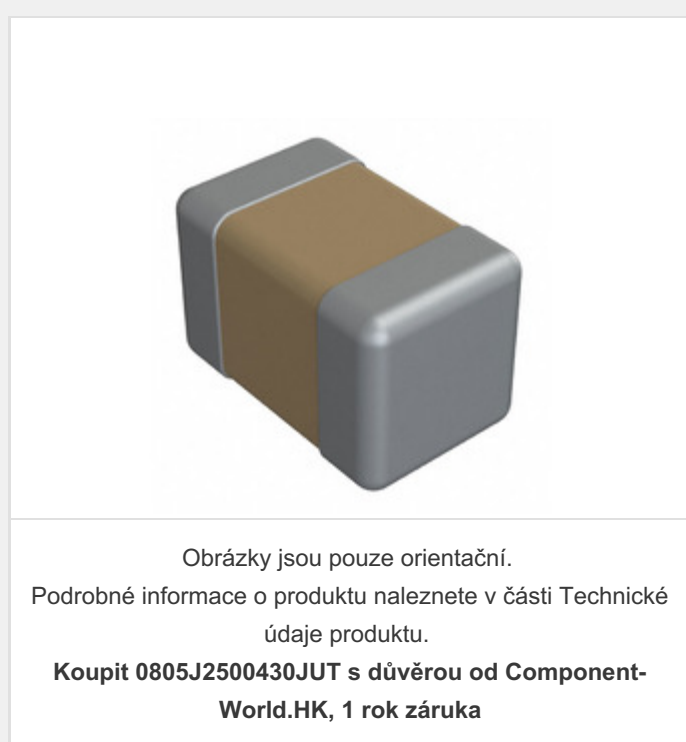 Obrázky jsou pouze orientační.
Podrobné informace o produktu naleznete v části Technické
údaje produktu.
Koupit 0805J2500430JUT s důvěrou od Component-
World.HK, 1 rok záruka